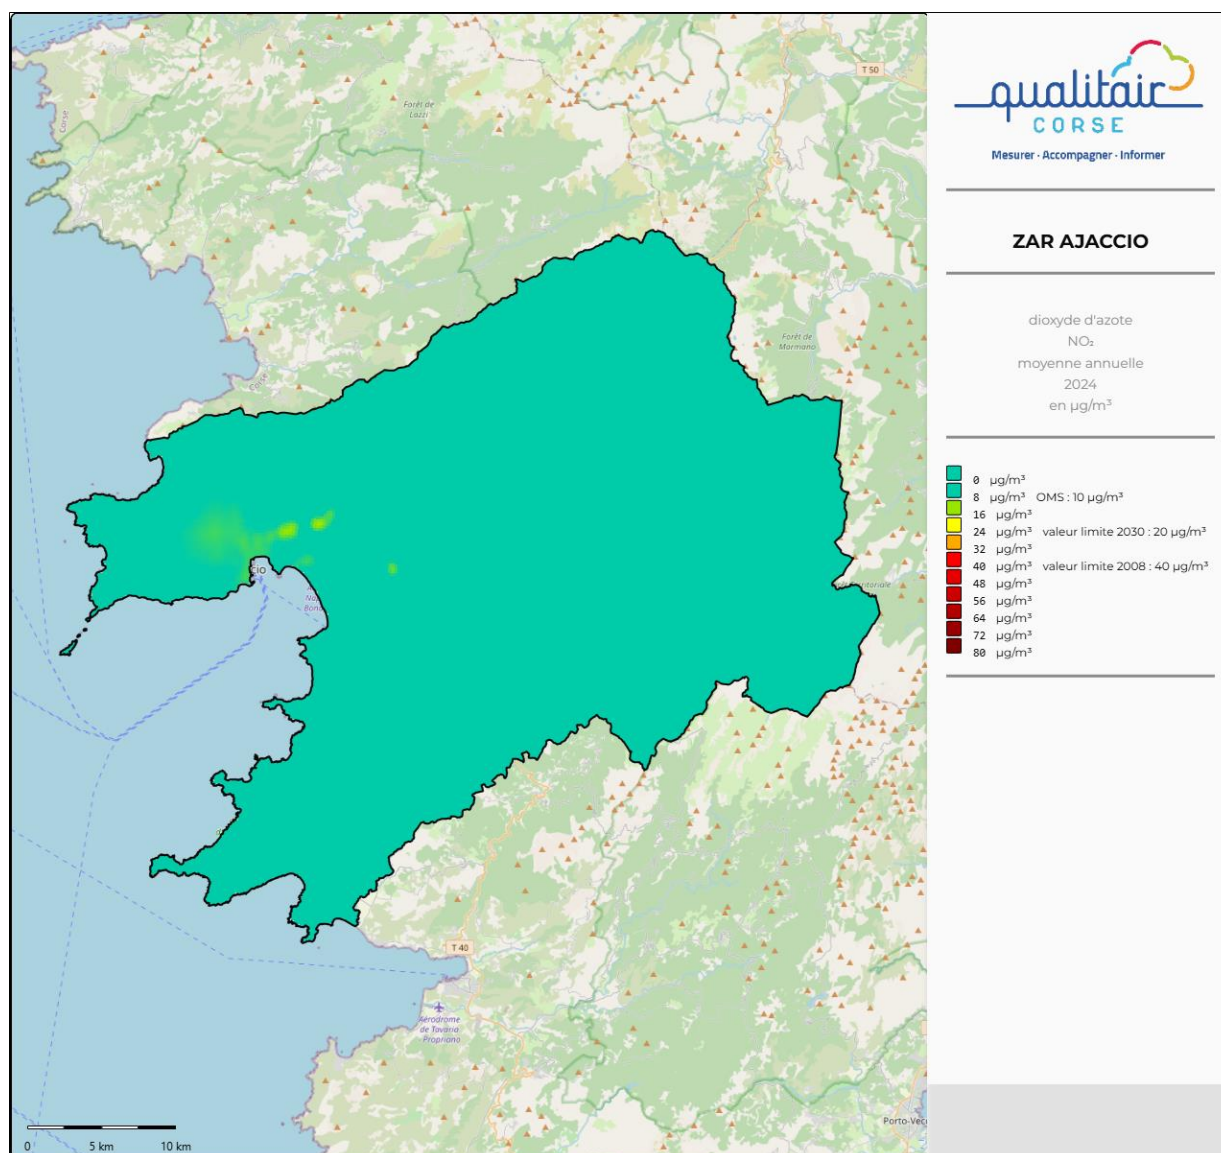 T 50
Forêt de
Lozzi
Corse
Forêt de
Marmano
Corse
CIO
T 40
Aérodrome
de Tavaria
Propriano
Porto-Vec
0 5 km 10 km
qualitair
CORSE
Mesurer · Accompagner · Informer
ZAR AJACCIO
dioxyde d'azote
NO₂
moyenne annuelle
2024
en µg/m³
0 µg/m³
8 µg/m³ OMS : 10 µg/m³
16 µg/m³
24 µg/m³ valeur limite 2030 : 20 µg/m³
32 µg/m³
40 µg/m³ valeur limite 2008 : 40 µg/m³
48 µg/m³
56 µg/m³
64 µg/m³
72 µg/m³
80 µg/m³